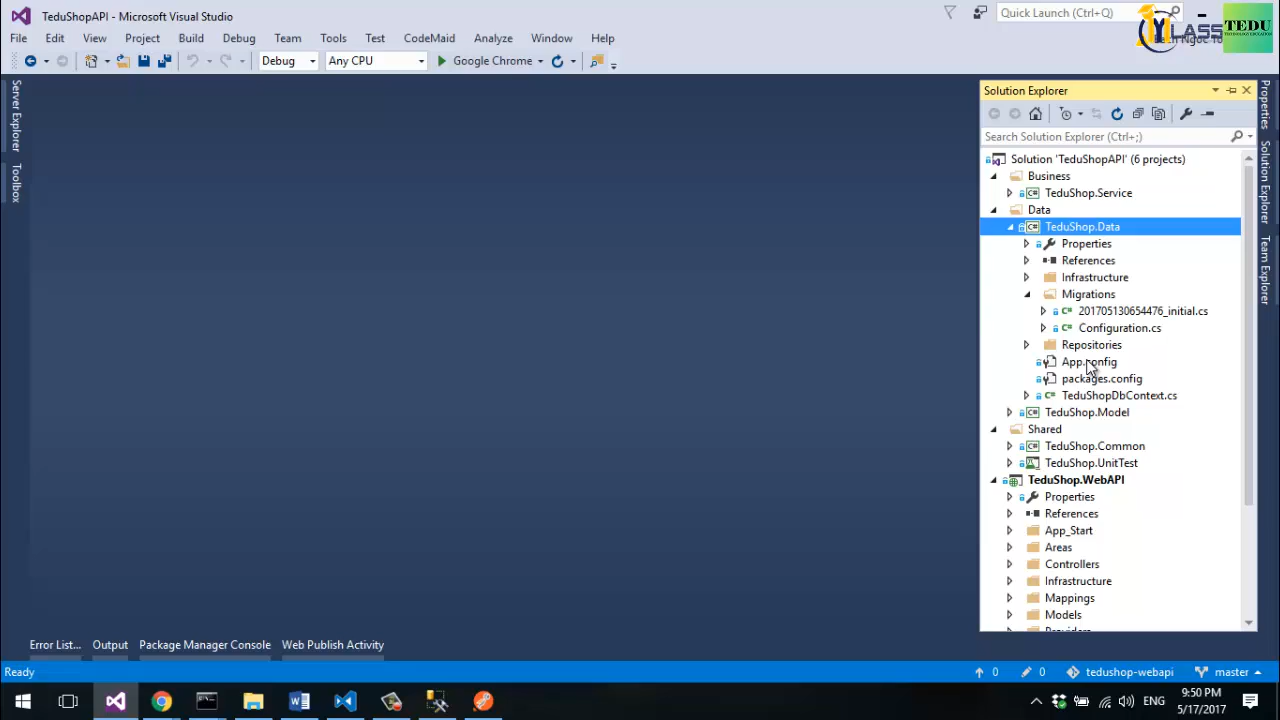 TeduShopAPI - Microsoft Visual Studio
Quick Launch (Ctrl+Q)
YLASS
TEDU
File Edit View Project Build Debug Team Tools Test CodeMaid Window Help
Debug Any CPU Google Chrome
Server Explorer
Toolbox
Solution Explorer
Search Solution Explorer (Ctrl+;)
Solution 'TeduShopAPI' (6 projects)
Business
TeduShop.Service
Data
TeduShop.Data
Properties
References
Infrastructure
Migrations
201705130654476_initial.cs
Configuration.cs
Repositories
App.config
packages.config
TeduShopDbContext.cs
TeduShop.Model
Shared
TeduShop.Common
TeduShop.UnitTest
TeduShop.WebAPI
Properties
References
App_Start
Areas
Controllers
Infrastructure
Mappings
Models
Properties
Solution Explorer
Team Explorer
Error List... Output Package Manager Console Web Publish Activity
Ready 0 0 tedushop-webapi master
ENG
9:50 PM
5/17/2017